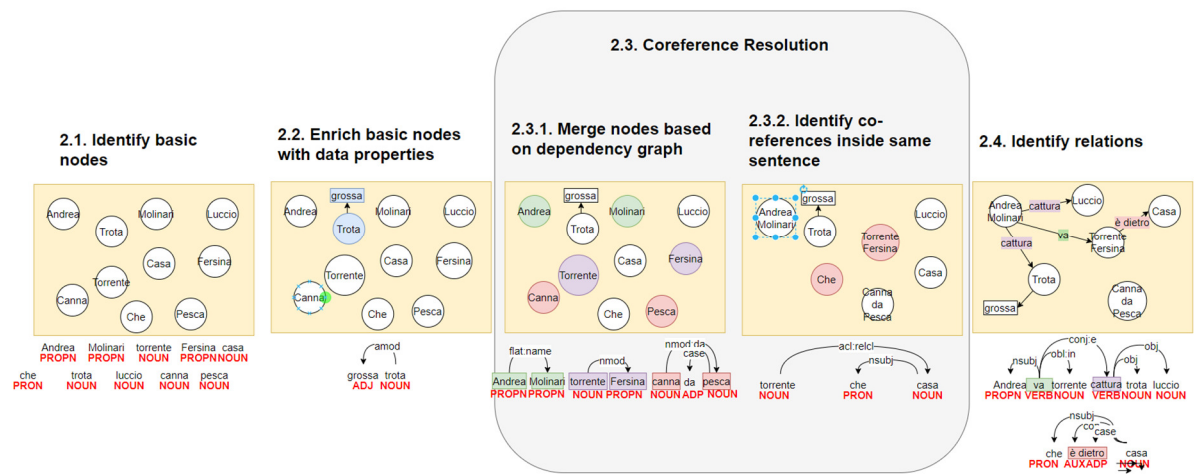 2.3. Coreference Resolution
2.1. Identify basic
nodes
2.2. Enrich basic nodes
with data properties
2.3.1. Merge nodes based
on dependency graph
2.3.2. Identify co-
references inside same
sentence
2.4. Identify relations
Andrea
Molinari
Luccio
Trota
Casa
Fersina
Torrente
Canna
Che
Pesca
Andrea Molinari torrente Fersina casa
PROPN PROPN NOUN PROPN NOUN
che trota luccio canna pesca
PRON NOUN NOUN NOUN NOUN
grossa
Andrea
Molinari
Luccio
Trota
Casa
Fersina
Torrente
Canna
Che
Pesca
amod
grossa trota
ADJ NOUN
grossa
Andrea
Molinari
Luccio
Trota
Casa
Fersina
Torrente
Canna
Che
Pesca
flat:name
nmod
nmod da
case
Andrea Molinari torrente Fersina canna da pesca
PROPN PROPN NOUN PROPN NOUN ADP NOUN
grossa
Andrea
Molinari
Luccio
Trota
Torrente
Fersina
Che
Casa
Canna
da
Pesca
acl:relcl
nsubj
torrente che casa
NOUN PRON NOUN
Andrea
Molinari
cattura
Luccio
Casa
è dietro
va
Torrente
Fersina
cattura
Trota
grossa
Canna
da
Pesca
conj:e
nsubj
obl:in
obj
obj
Andrea va torrente cattura trota luccio
PROPN VERB NOUN VERB NOUN NOUN
nsubj
case
che è dietro casa
PRON AUX ADP NOUN